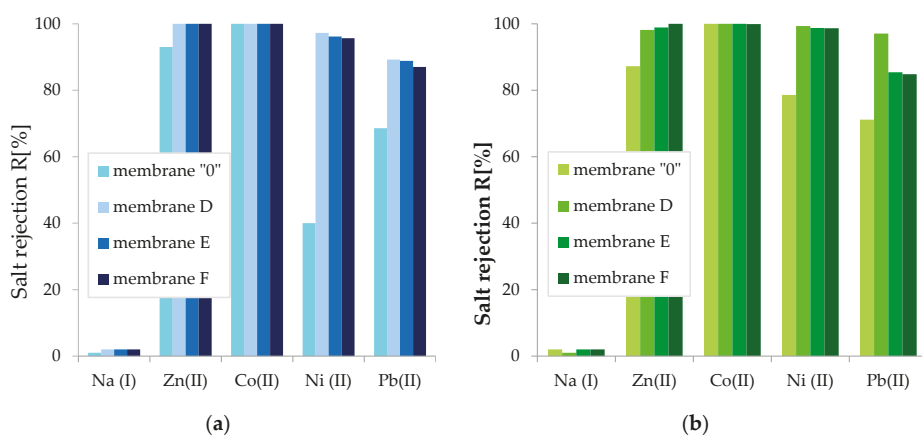 100
80
60
40
20
0
Salt rejection R[%]
membrane "0"
membrane D
membrane E
membrane F
Na (I) Zn(II) Co(II) Ni (II) Pb(II)
(a)
100
80
60
40
20
0
Salt rejection R[%]
membrane "0"
membrane D
membrane E
membrane F
Na (I) Zn(II) Co(II) Ni (II) Pb(II)
(b)